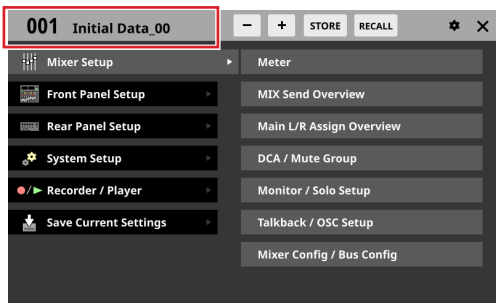 001 Initial Data_00
− + STORE RECALL
Mixer Setup
Front Panel Setup
Rear Panel Setup
System Setup
Recorder / Player
Save Current Settings
Meter
MIX Send Overview
Main L/R Assign Overview
DCA / Mute Group
Monitor / Solo Setup
Talkback / OSC Setup
Mixer Config / Bus Config